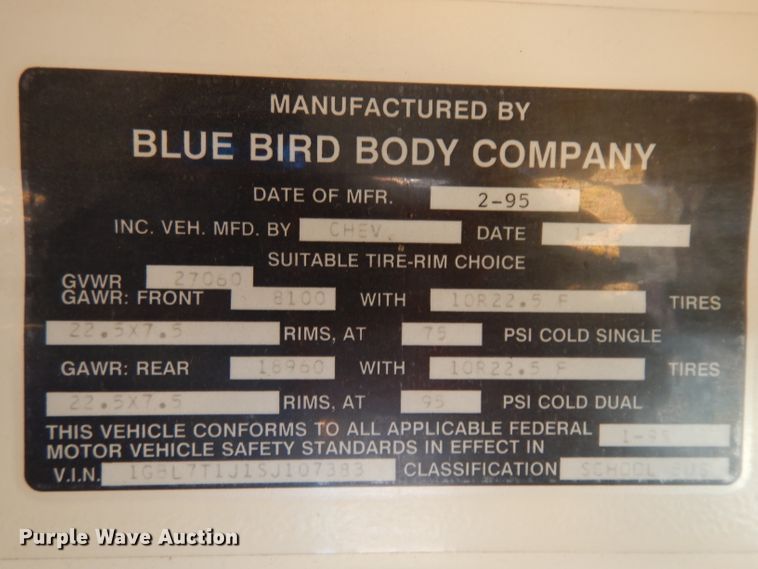 MANUFACTURED BY
BLUE BIRD BODY COMPANY
DATE OF MFR. 2-95
INC. VEH. MFD. BY CHEV. DATE
SUITABLE TIRE-RIM CHOICE
GVWR 27060
GAWR: FRONT 8100 WITH 10R22.5 F TIRES
22.5X7.5 RIMS, AT 75 PSI COLD SINGLE
GAWR: REAR 18960 WITH 10R22.5 F TIRES
22.5X7.5 RIMS, AT 95 PSI COLD DUAL
THIS VEHICLE CONFORMS TO ALL APPLICABLE FEDERAL
MOTOR VEHICLE SAFETY STANDARDS IN EFFECT IN 1-95
V.I.N. 1GBL7T1J1SJ107383 CLASSIFICATION SCHOOL BUS
Purple Wave Auction